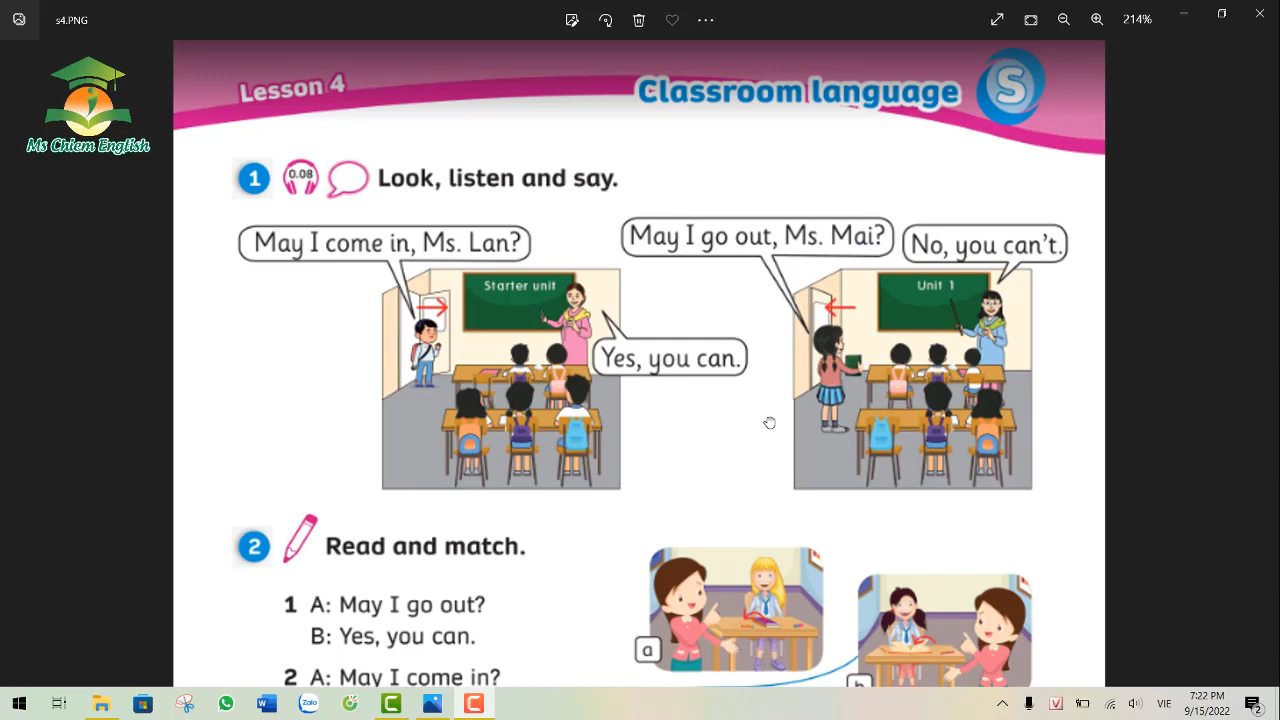 s4.PNG
214%
Ms Chiem English
Lesson 4
Classroom language
S
1
0.08
Look, listen and say.
May I come in, Ms. Lan?
Starter unit
Yes, you can.
May I go out, Ms. Mai?
No, you can't.
Unit 1
2
Read and match.
1 A: May I go out?
B: Yes, you can.
2 A: May I come in?
a
b
Zalo
VIE
7:22 PM
9/15/2022
2